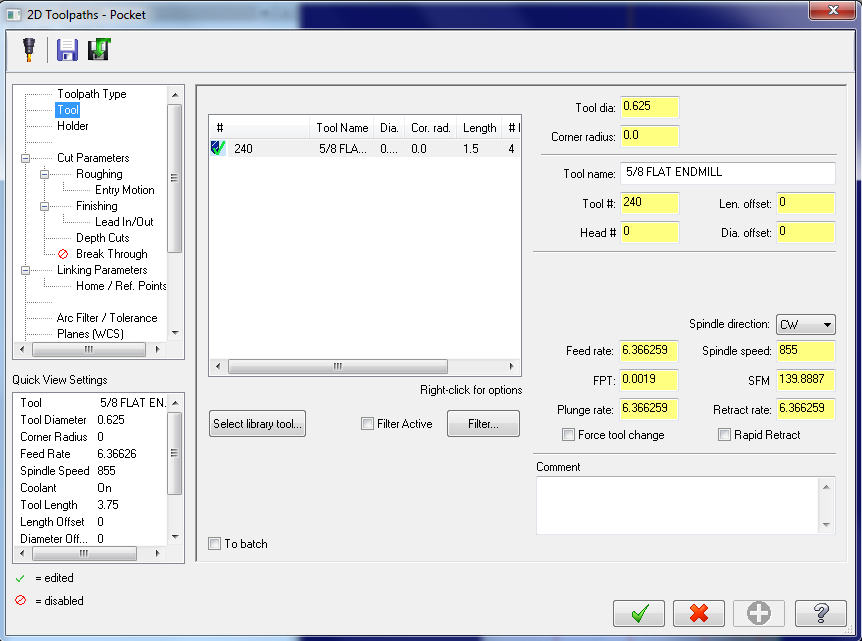 2D Toolpaths - Pocket
Toolpath Type
Tool
Holder
Cut Parameters
Roughing
Entry Motion
Finishing
Lead In/Out
Depth Cuts
Break Through
Linking Parameters
Home / Ref. Points
Arc Filter / Tolerance
Planes (WCS)
Quick View Settings
Tool 5/8 FLAT EN.
Tool Diameter 0.625
Corner Radius 0
Feed Rate 6.36626
Spindle Speed 855
Coolant On
Tool Length 3.75
Length Offset 0
Diameter Off... 0
= edited
= disabled
# Tool Name Dia. Cor. rad. Length # l
240 5/8 FLA... 0.... 0.0 1.5 4
Right-click for options
Select library tool...
Filter Active
Filter...
To batch
Tool dia: 0.625
Corner radius: 0.0
Tool name: 5/8 FLAT ENDMILL
Tool #: 240 Len. offset: 0
Head # 0 Dia. offset: 0
Spindle direction: CW
Feed rate: 6.366259 Spindle speed: 855
FPT: 0.0019 SFM 139.8887
Plunge rate: 6.366259 Retract rate: 6.366259
Force tool change Rapid Retract
Comment